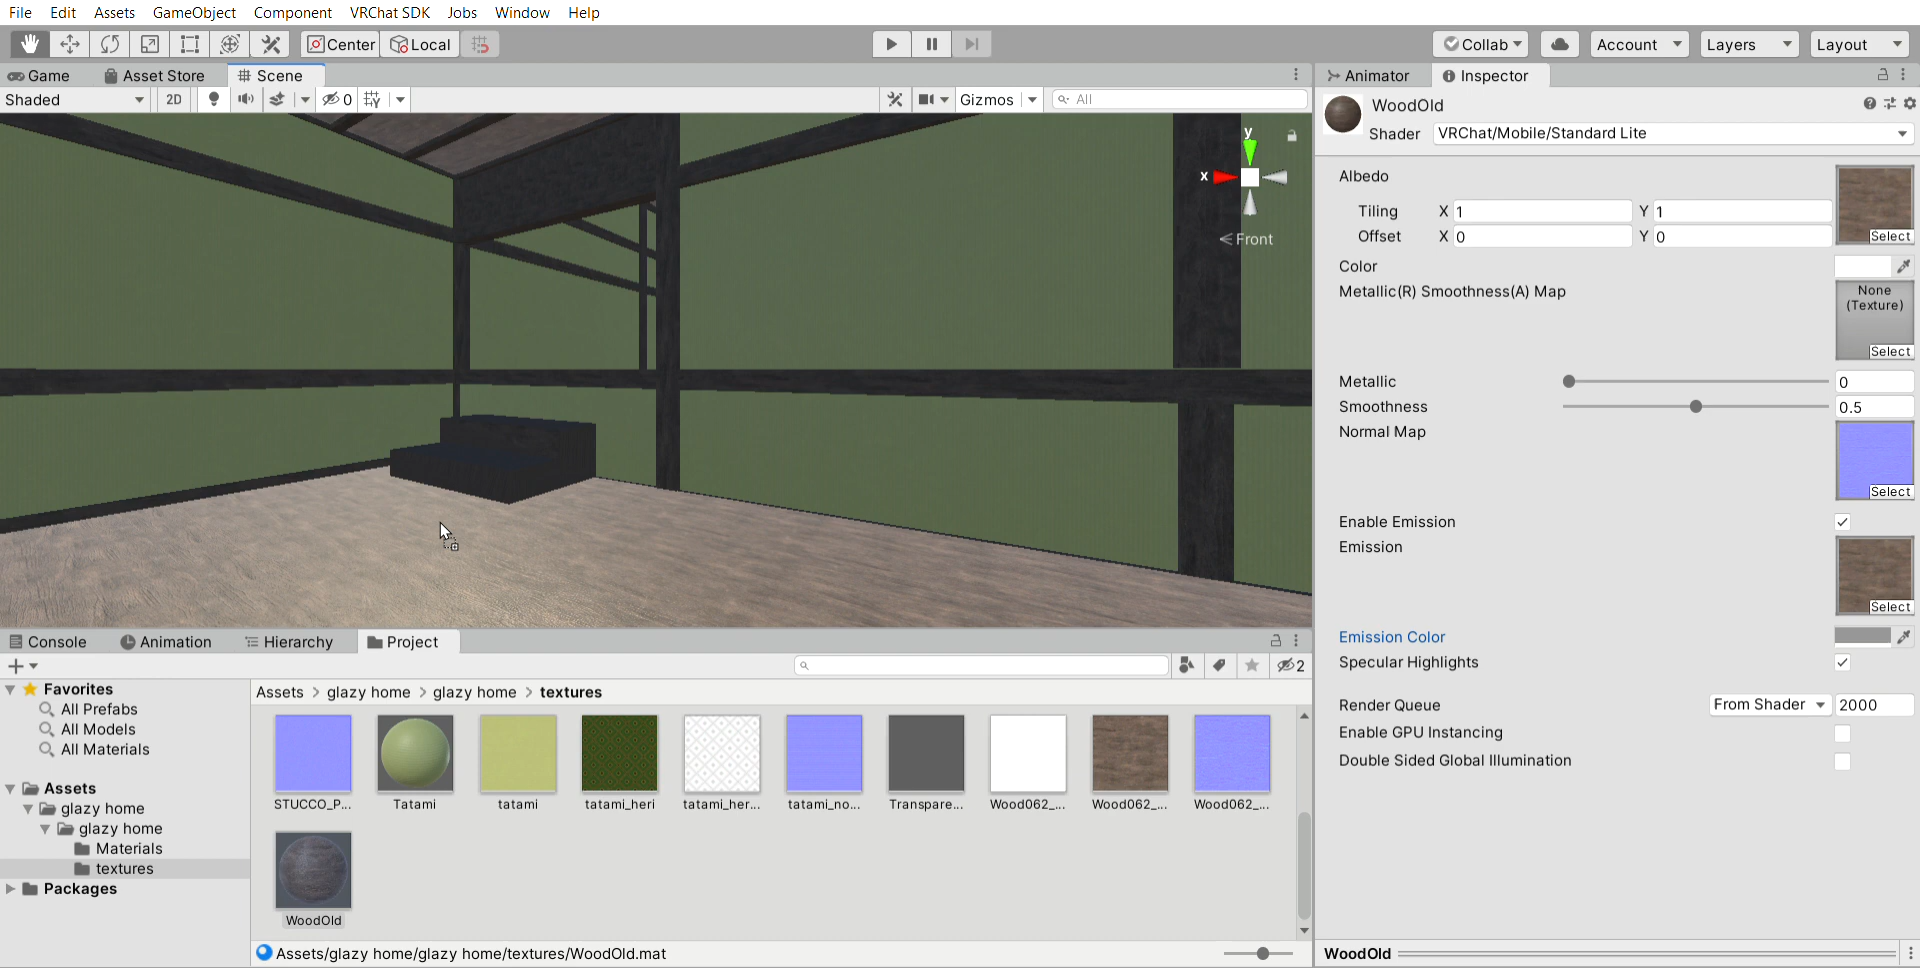 File Edit Assets GameObject Component VRChat SDK Jobs Window Help
Center Local Collab Account Layers Layout
Game Asset Store Scene
Shaded 2D 0 Gizmos All
y
x
Front
Animator Inspector
WoodOld
Shader VRChat/Mobile/Standard Lite
Albedo
Tiling X 1 Y 1
Offset X 0 Y 0
Select
Color
Metallic(R) Smoothness(A) Map
None
(Texture)
Select
Metallic 0
Smoothness 0.5
Normal Map
Select
Enable Emission
Emission
Select
Emission Color
Specular Highlights
Render Queue From Shader 2000
Enable GPU Instancing
Double Sided Global Illumination
WoodOld
Console Animation Hierarchy Project
2
Favorites
All Prefabs
All Models
All Materials
Assets
glazy home
glazy home
Materials
textures
Packages
Assets > glazy home > glazy home > textures
STUCCO_P... Tatami tatami tatami_heri tatami_her... tatami_no... Transpare... Wood062_... Wood062_... Wood062_...
WoodOld
Assets/glazy home/glazy home/textures/WoodOld.mat